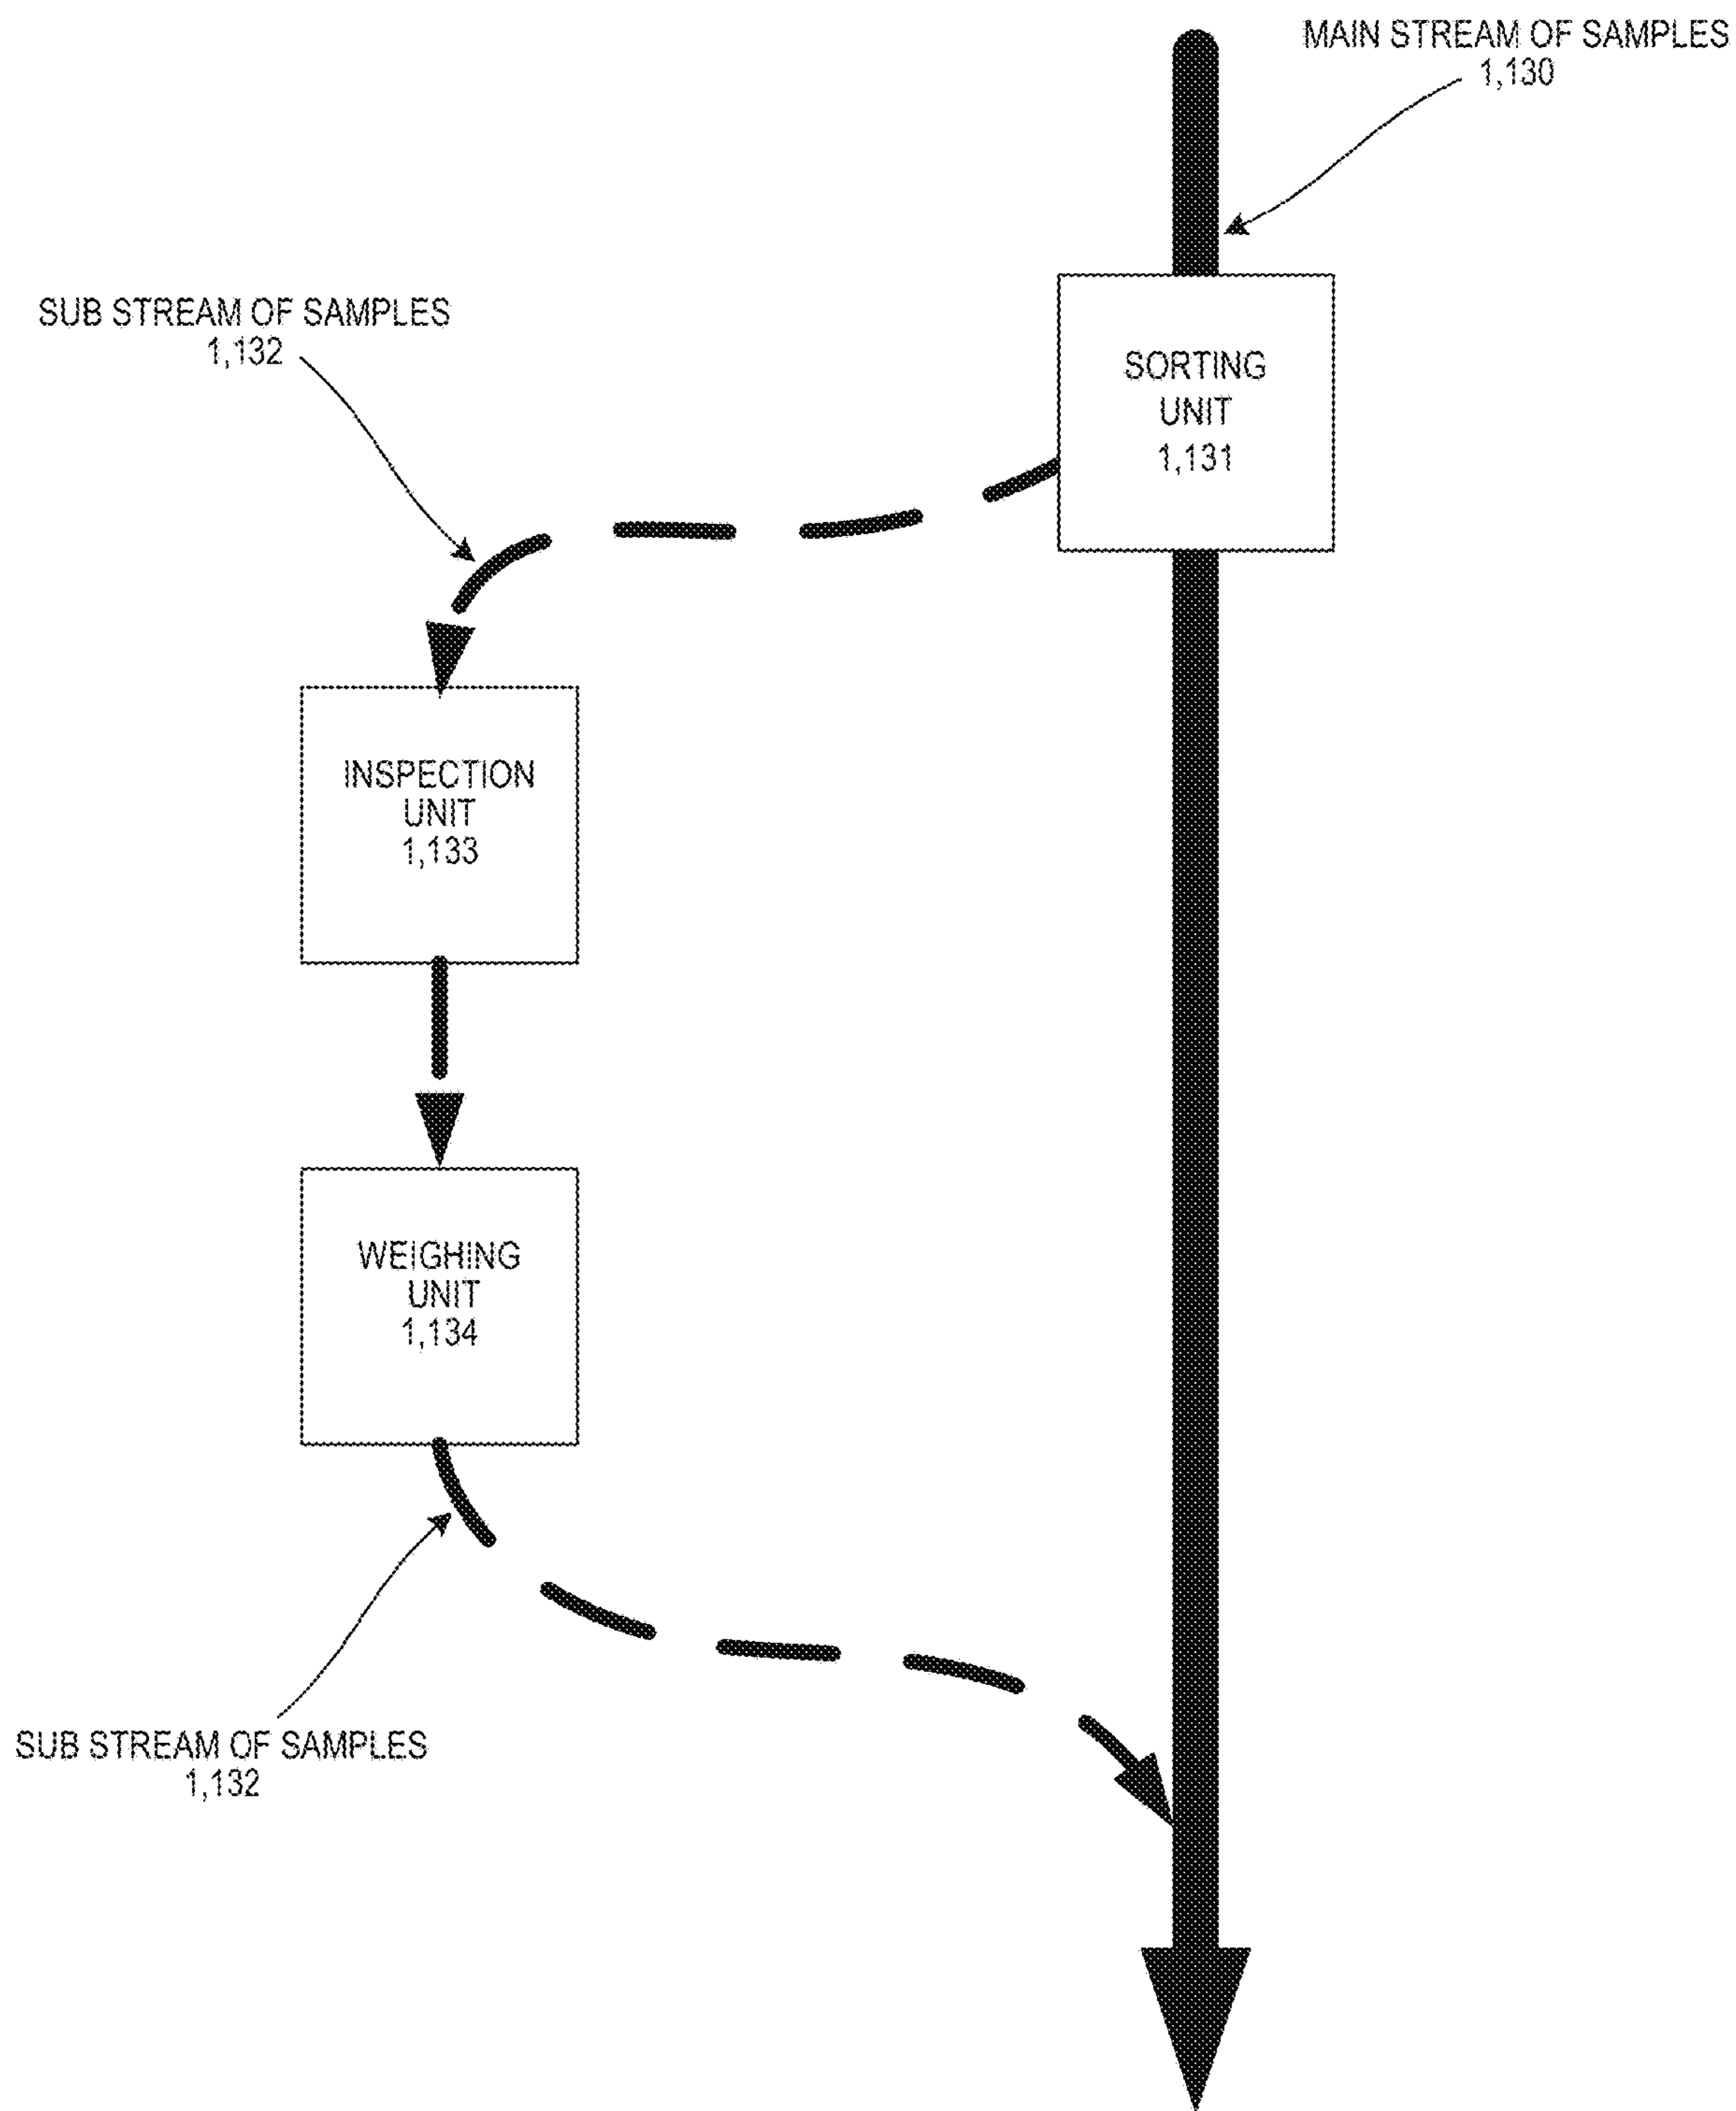 MAIN STREAM OF SAMPLES
1,130
SUB STREAM OF SAMPLES
1,132
SORTING
UNIT
1,131
INSPECTION
UNIT
1,133
WEIGHING
UNIT
1,134
SUB STREAM OF SAMPLES
1,132